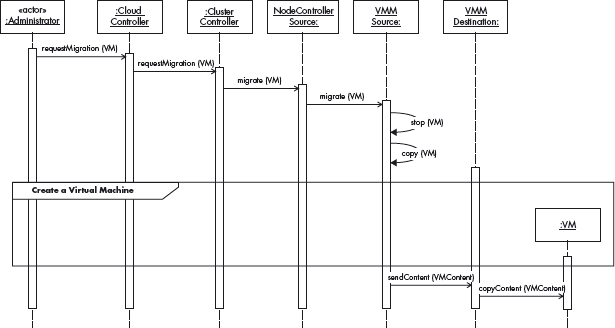 «actor»
:Administrator
:Cloud
Controller
:Cluster
Controller
NodeController
Source:
VMM
Source:
VMM
Destination:
requestMigration (VM)
requestMigration (VM)
migrate (VM)
migrate (VM)
stop (VM)
copy (VM)
Create a Virtual Machine
:VM
sendContent (VMContent)
copyContent (VMContent)